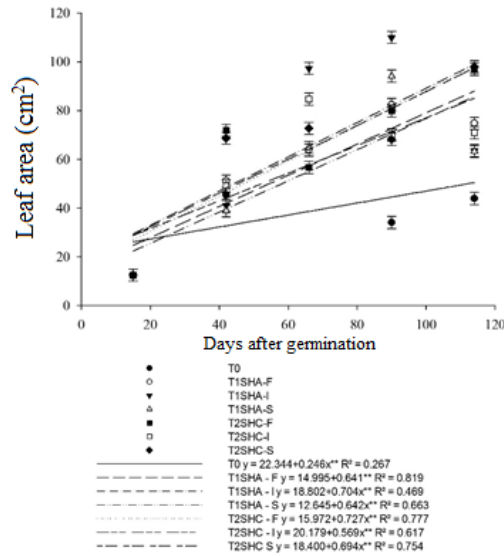 120
100
80
60
40
20
0
Leaf area (cm²)
0 20 40 60 80 100 120
Days after germination
T0
T1SHA-F
T1SHA-I
T1SHA-S
T2SHC-F
T2SHC-I
T2SHC-S
T0 y = 22.344+0.246x** R² = 0.267
T1SHA - F y = 14.995+0.641x** R² = 0.819
T1SHA - I y = 18.802+0.704x** R² = 0.469
T1SHA - S y = 12.645+0.642x** R² = 0.663
T2SHC - F y = 15.972+0.727x** R² = 0.777
T2SHC - I y = 20.179+0.569x** R² = 0.617
T2SHC S y = 18.400+0.694x** R² = 0.754